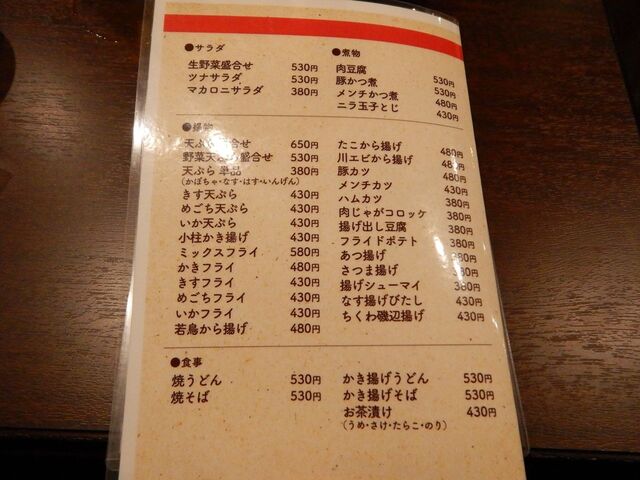 ●サラダ
生野菜盛合せ 530円
ツナサラダ 530円
マカロニサラダ 380円
●煮物
肉豆腐 530円
豚かつ煮 530円
メンチかつ煮 480円
ニラ玉子とじ 430円
●揚物
天ぷら盛合せ 650円
野菜天ぷら盛合せ 530円
天ぷら 単品 380円
(かぼちゃ・なす・はす・いんげん)
きす天ぷら 430円
めごち天ぷら 430円
いか天ぷら 430円
小柱かき揚げ 430円
ミックスフライ 580円
かきフライ 480円
きすフライ 430円
めごちフライ 430円
いかフライ 430円
若鳥から揚げ 480円
たこから揚げ 480円
川エビから揚げ 480円
豚カツ 480円
メンチカツ 430円
ハムカツ 380円
肉じゃがコロッケ 380円
揚げ出し豆腐 380円
フライドポテト 380円
あつ揚げ 380円
さつま揚げ 380円
揚げシューマイ 380円
なす揚げびたし 430円
ちくわ磯辺揚げ 430円
●食事
焼うどん 530円
焼そば 530円
かき揚げうどん 530円
かき揚げそば 530円
お茶漬け 430円
(うめ・さけ・たらこ・のり)